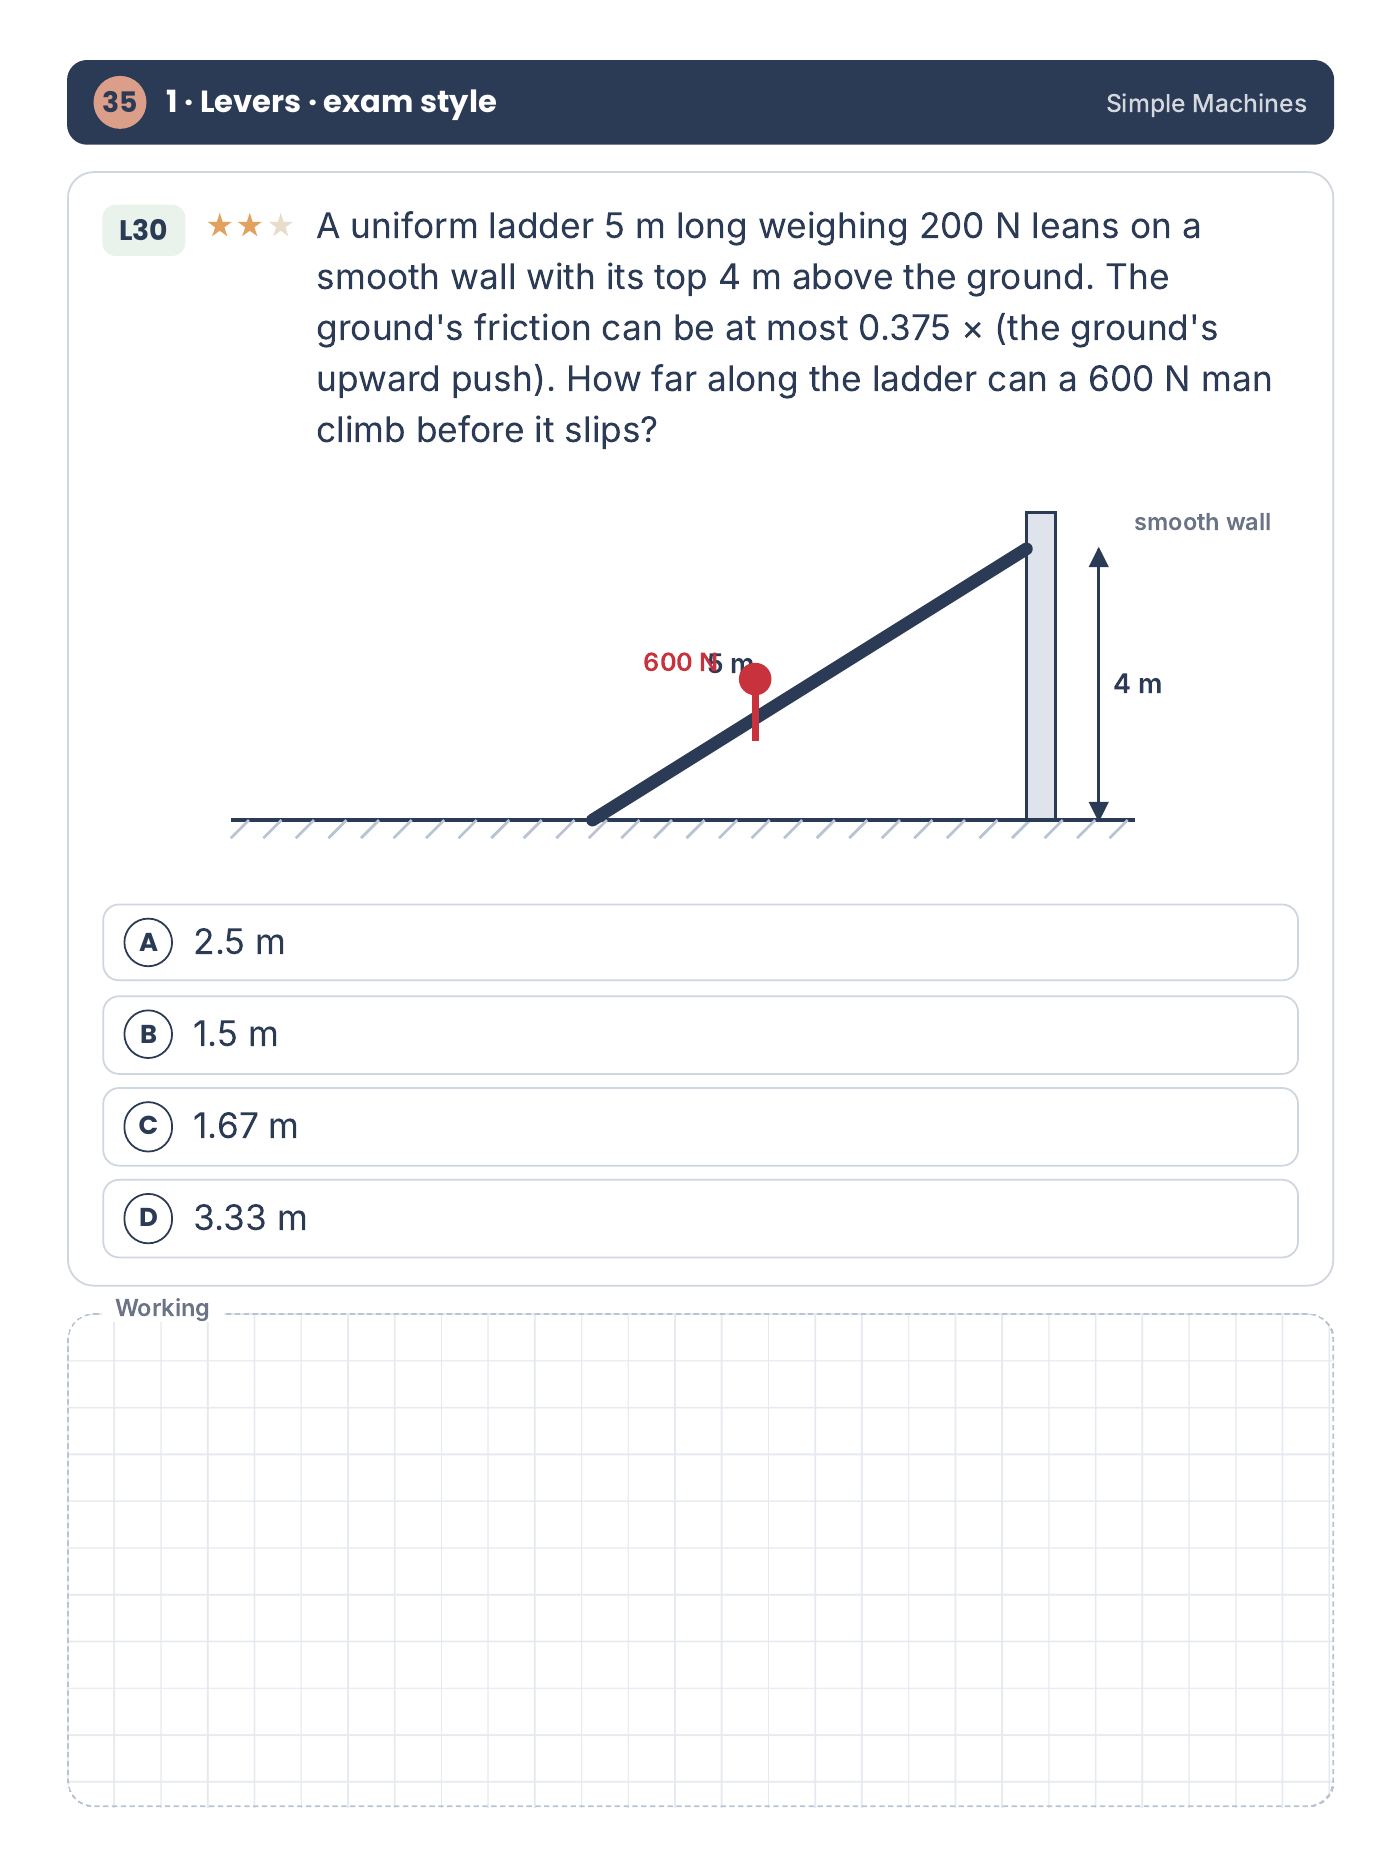 35 1 · Levers · exam style Simple Machines
L30 ★★★ A uniform ladder 5 m long weighing 200 N leans on a
smooth wall with its top 4 m above the ground. The
ground's friction can be at most 0.375 × (the ground's
upward push). How far along the ladder can a 600 N man
climb before it slips?
smooth wall
600 N
5 m
4 m
A 2.5 m
B 1.5 m
C 1.67 m
D 3.33 m
Working